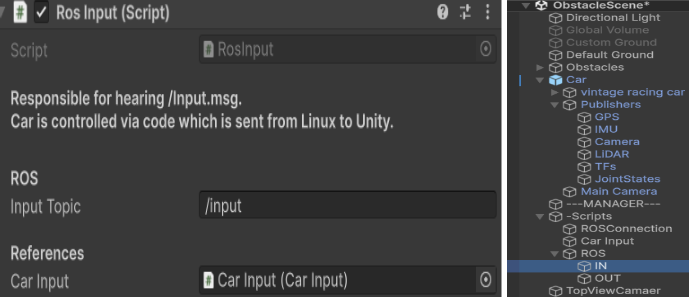 Ros Input (Script)
Script
RosInput
Responsible for hearing /Input.msg.
Car is controlled via code which is sent from Linux to Unity.
ROS
Input Topic
/input
References
Car Input
Car Input (Car Input)
ObstacleScene*
Directional Light
Global Volume
Custom Ground
Default Ground
Obstacles
Car
vintage racing car
Publishers
GPS
IMU
Camera
LiDAR
TFs
JointStates
Main Camera
---MANAGER---
-Scripts
ROSConnection
Car Input
ROS
IN
OUT
TopViewCamaer